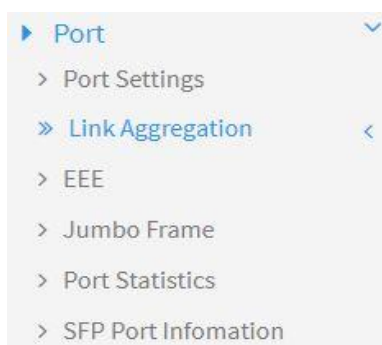 Port
Port Settings
Link Aggregation
EEE
Jumbo Frame
Port Statistics
SFP Port Infomation